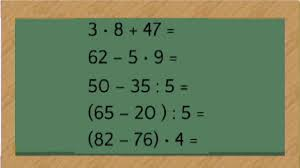 3 · 8 + 47 =
62 – 5 · 9 =
50 – 35 : 5 =
(65 – 20 ) : 5 =
(82 – 76) · 4 =